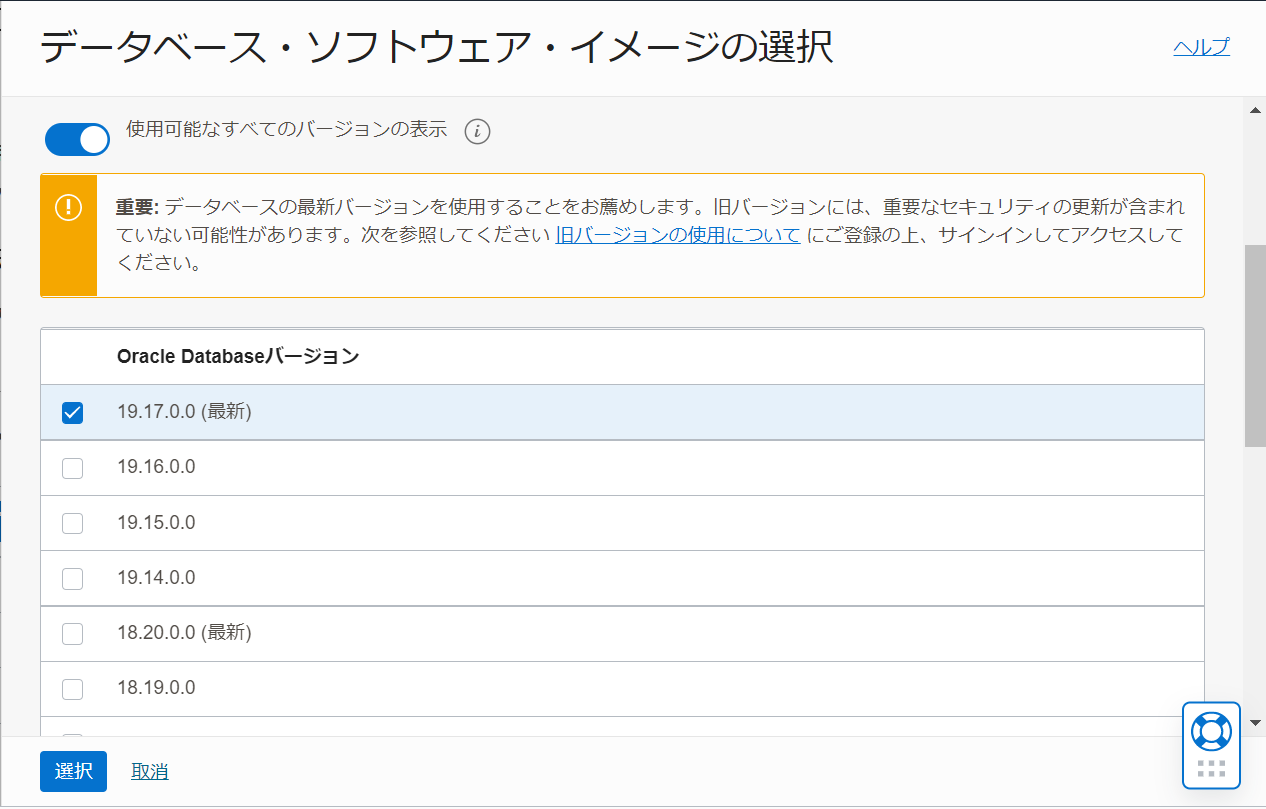 データベース・ソフトウェア・イメージの選択
ヘルプ
使用可能なすべてのバージョンの表示
重要: データベースの最新バージョンを使用することをお薦めします。旧バージョンには、重要なセキュリティの更新が含まれ
ていない可能性があります。次を参照してください 旧バージョンの使用について にご登録の上、サインインしてアクセスして
ください。
Oracle Databaseバージョン
19.17.0.0 (最新)
19.16.0.0
19.15.0.0
19.14.0.0
18.20.0.0 (最新)
18.19.0.0
選択
取消